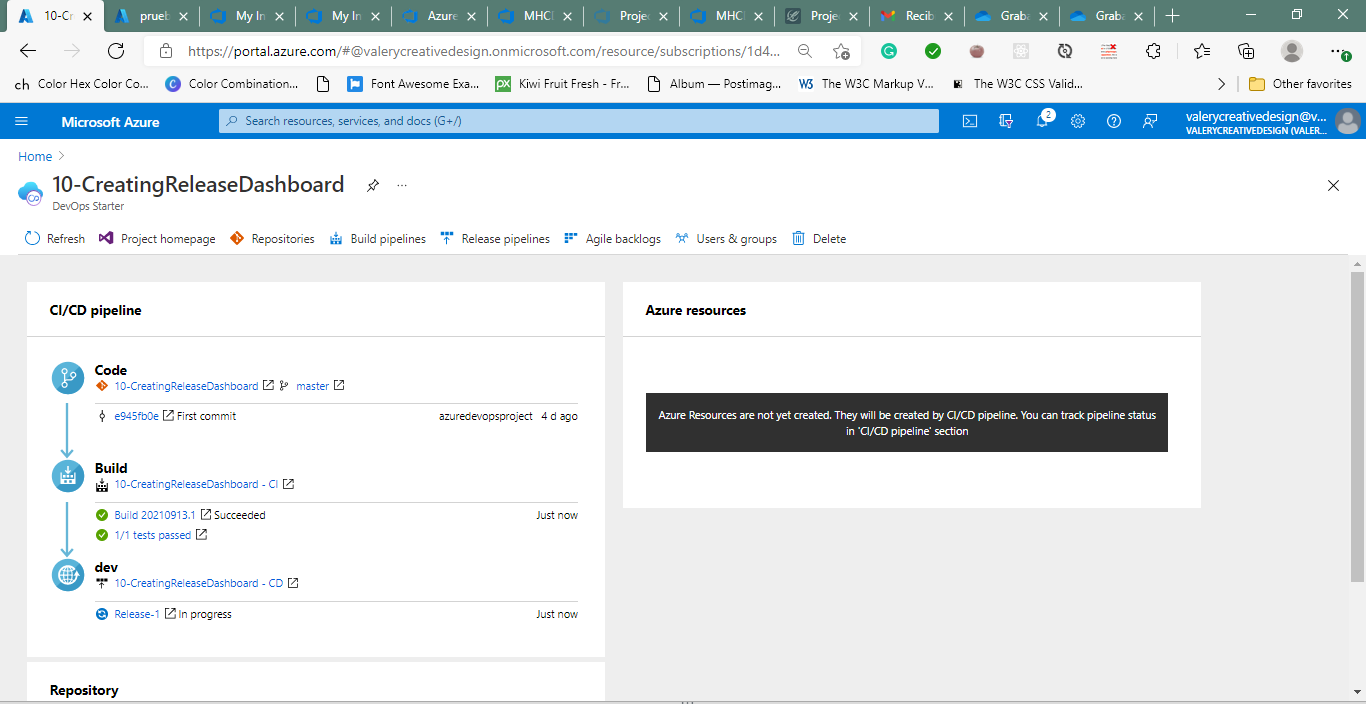 10-Cr
prueb
My In
My In
Azure
MHCL
Projec
MHCL
Projec
Recib
Graba
Graba
https://portal.azure.com/#@valerycreativedesign.onmicrosoft.com/resource/subscriptions/1d4...
ch Color Hex Color Co...
C Color Combination...
Font Awesome Exa...
px Kiwi Fruit Fresh - Fr...
Album — Postimag...
W3 The W3C Markup V...
The W3C CSS Valid...
Other favorites
Microsoft Azure
Search resources, services, and docs (G+/)
2
valerycreativedesign@v...
VALERYCREATIVEDESIGN (VALER...
Home
10-CreatingReleaseDashboard
DevOps Starter
Refresh
Project homepage
Repositories
Build pipelines
Release pipelines
Agile backlogs
Users & groups
Delete
CI/CD pipeline
Code
10-CreatingReleaseDashboard master
e945fb0e First commit azuredevopsproject 4 d ago
Build
10-CreatingReleaseDashboard - CI
Build 20210913.1 Succeeded Just now
1/1 tests passed
dev
10-CreatingReleaseDashboard - CD
Release-1 In progress Just now
Repository
Azure resources
Azure Resources are not yet created. They will be created by CI/CD pipeline. You can track pipeline status
in 'CI/CD pipeline' section